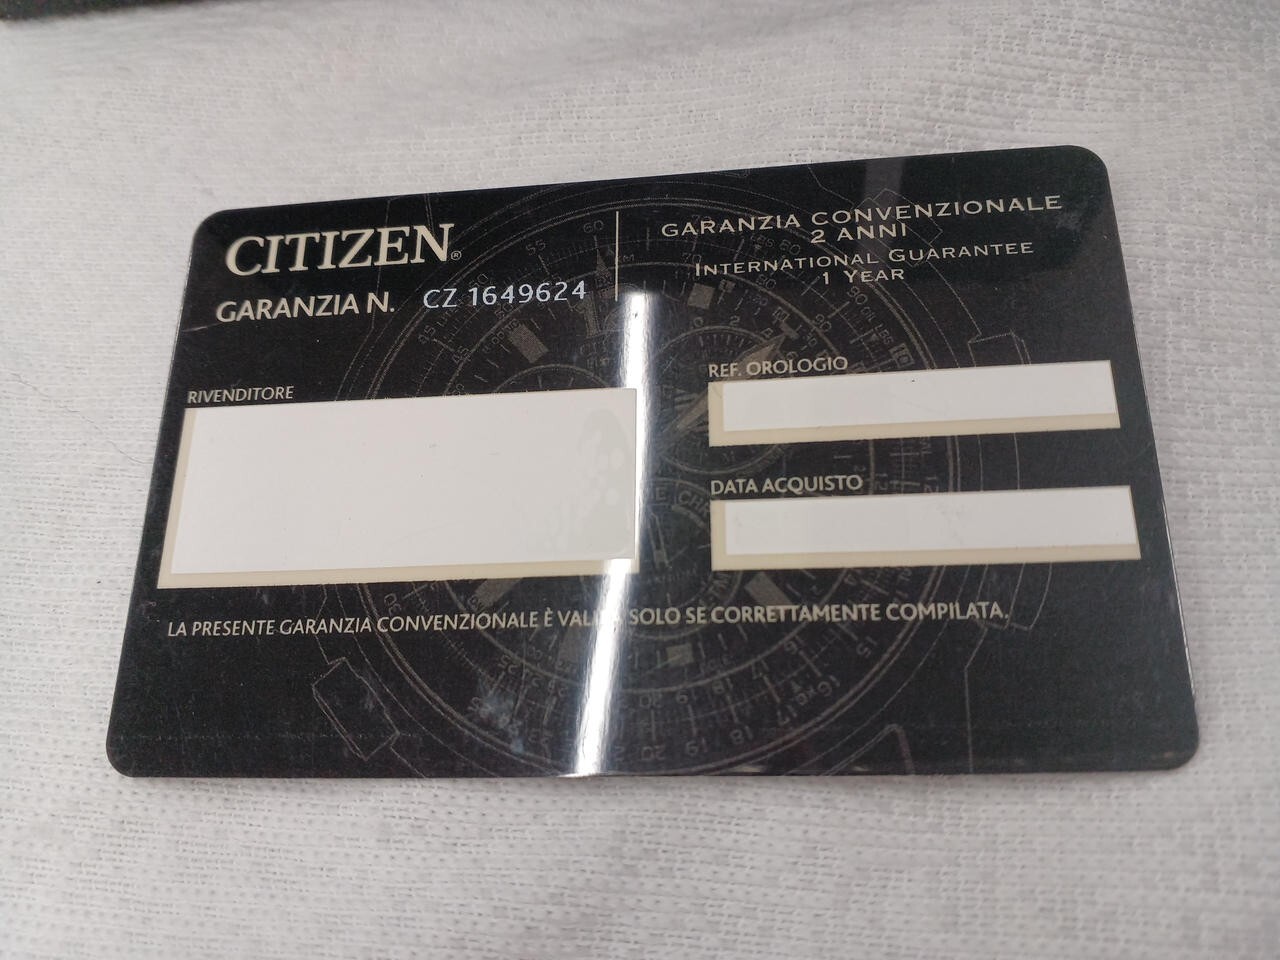 CITIZEN®
GARANZIA N. CZ 1649624
GARANZIA CONVENZIONALE
2 ANNI
INTERNATIONAL GUARANTEE
1 YEAR
RIVENDITORE
REF. OROLOGIO
DATA ACQUISTO
LA PRESENTE GARANZIA CONVENZIONALE È VALIDA SOLO SE CORRETTAMENTE COMPILATA.